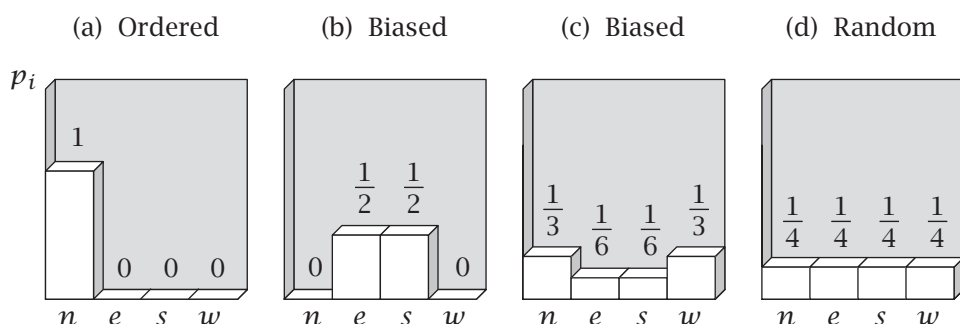 (a) Ordered (b) Biased (c) Biased (d) Random
p_i
1 0 0 0
0 1/2 1/2 0
1/3 1/6 1/6 1/3
1/4 1/4 1/4 1/4
n e s w n e s w n e s w n e s w